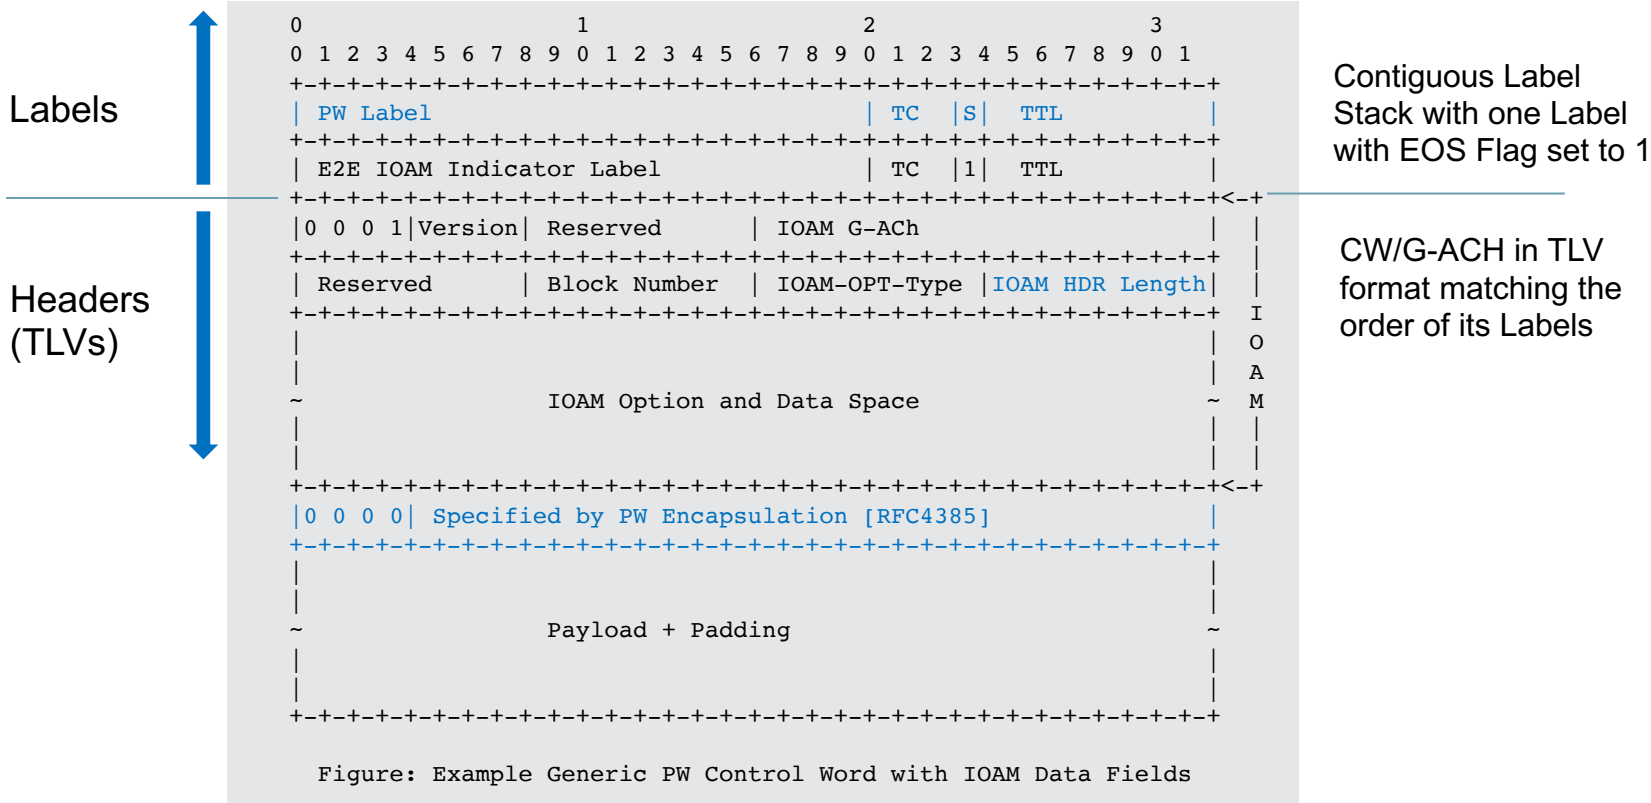 Labels
Headers
(TLVs)
 0                   1                   2                   3
 0 1 2 3 4 5 6 7 8 9 0 1 2 3 4 5 6 7 8 9 0 1 2 3 4 5 6 7 8 9 0 1
+-+-+-+-+-+-+-+-+-+-+-+-+-+-+-+-+-+-+-+-+-+-+-+-+-+-+-+-+-+-+-+-+
| PW Label                              | TC  |S|  TTL          |
+-+-+-+-+-+-+-+-+-+-+-+-+-+-+-+-+-+-+-+-+-+-+-+-+-+-+-+-+-+-+-+-+
| E2E IOAM Indicator Label              | TC  |1|  TTL          |
+-+-+-+-+-+-+-+-+-+-+-+-+-+-+-+-+-+-+-+-+-+-+-+-+-+-+-+-+-+-+-+-+<-+
|0 0 0 1|Version| Reserved      | IOAM G-ACh                    |  |
+-+-+-+-+-+-+-+-+-+-+-+-+-+-+-+-+-+-+-+-+-+-+-+-+-+-+-+-+-+-+-+-+  |
| Reserved      | Block Number  | IOAM-OPT-Type |IOAM HDR Length|  |
+-+-+-+-+-+-+-+-+-+-+-+-+-+-+-+-+-+-+-+-+-+-+-+-+-+-+-+-+-+-+-+-+  I
|                                                               |  O
|                                                               |  A
~                 IOAM Option and Data Space                    ~  M
|                                                               |  |
|                                                               |  |
+-+-+-+-+-+-+-+-+-+-+-+-+-+-+-+-+-+-+-+-+-+-+-+-+-+-+-+-+-+-+-+-+<-+
|0 0 0 0| Specified by PW Encapsulation [RFC4385]               |
+-+-+-+-+-+-+-+-+-+-+-+-+-+-+-+-+-+-+-+-+-+-+-+-+-+-+-+-+-+-+-+-+
|                                                               |
|                                                               |
~                 Payload + Padding                             ~
|                                                               |
|                                                               |
+-+-+-+-+-+-+-+-+-+-+-+-+-+-+-+-+-+-+-+-+-+-+-+-+-+-+-+-+-+-+-+-+
Figure: Example Generic PW Control Word with IOAM Data Fields
Contiguous Label
Stack with one Label
with EOS Flag set to 1
CW/G-ACH in TLV
format matching the
order of its Labels